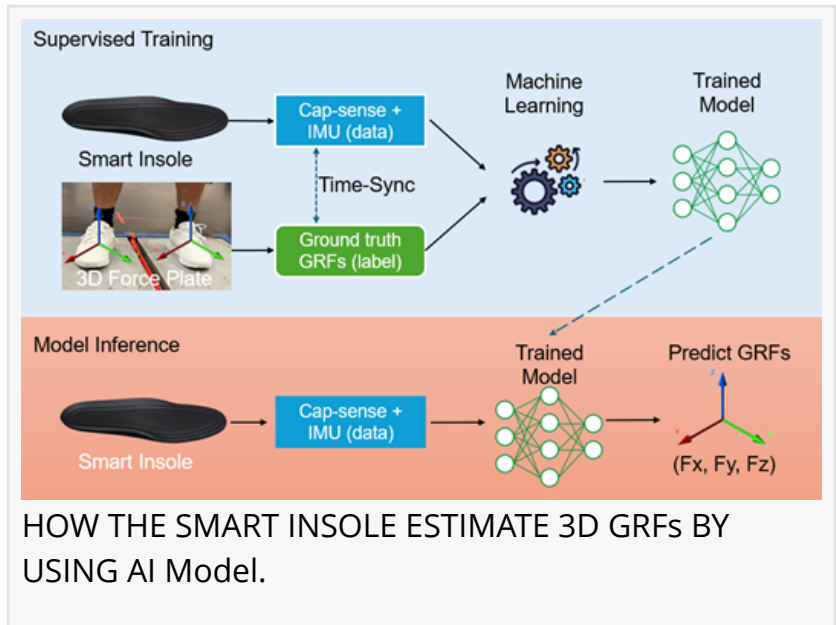 Supervised Training
Machine
Learning
Trained
Model
Cap-sense +
IMU (data)
Smart Insole
Time-Sync
3D Force Plate
Ground truth
GRFs (label)
Model Inference
Trained
Model
Predict GRFs
z
Cap-sense +
IMU (data)
x
Smart Insole
(Fx, Fy, Fz)
HOW THE SMART INSOLE ESTIMATE 3D GRFs BY
USING AI Model.